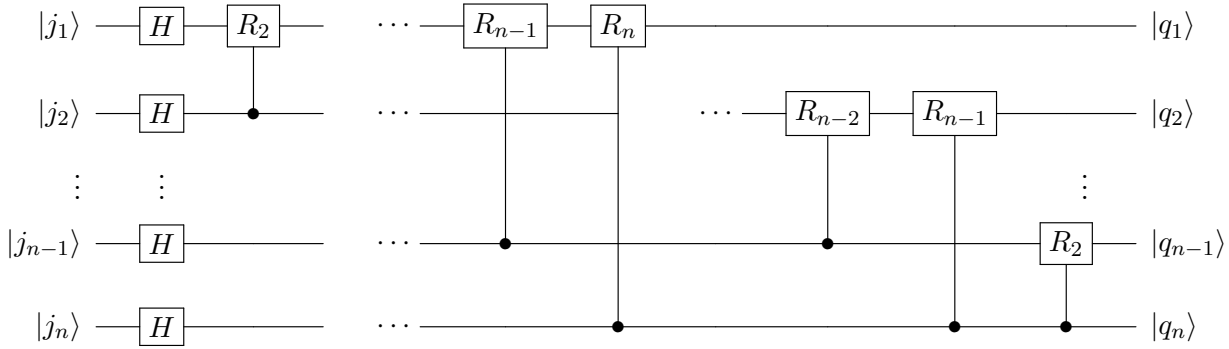 |j₁⟩ H R₂ ··· Rₙ₋₁ Rₙ |q₁⟩
|j₂⟩ H ··· ··· Rₙ₋₂ Rₙ₋₁ |q₂⟩
⋮ ⋮ ⋮
|jₙ₋₁⟩ H ··· R₂ |qₙ₋₁⟩
|jₙ⟩ H ··· |qₙ⟩